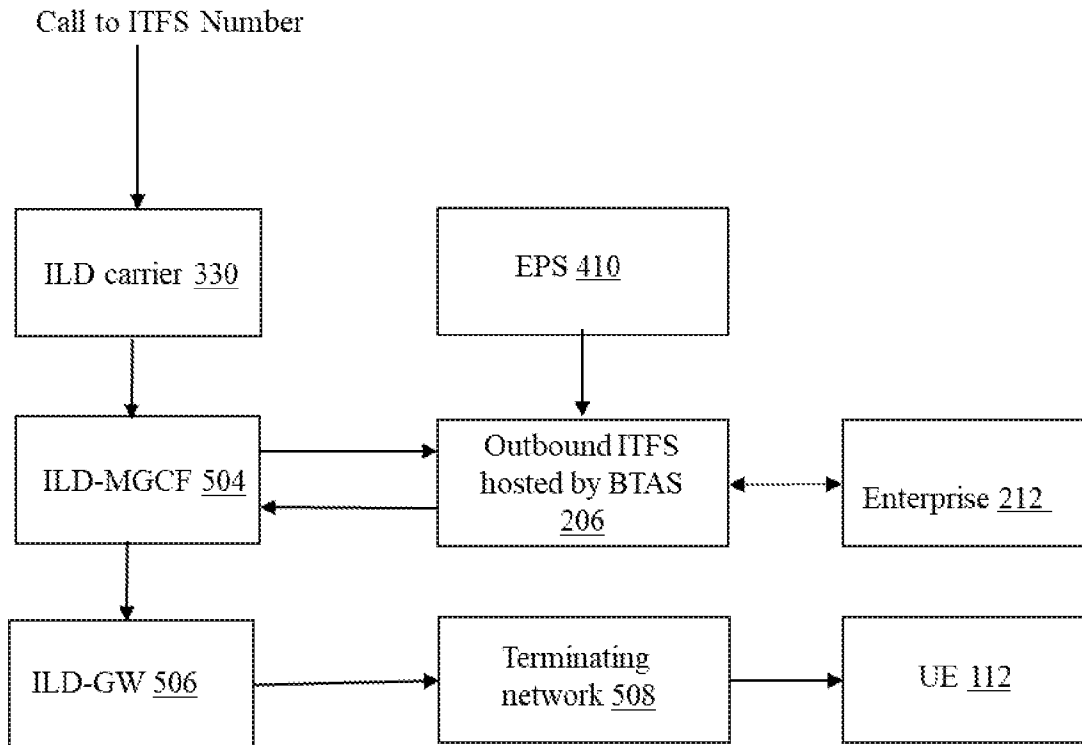 Call to ITFS Number
ILD carrier 330
EPS 410
ILD-MGCF 504
Outbound ITFS
hosted by BTAS
206
Enterprise 212
ILD-GW 506
Terminating
network 508
UE 112